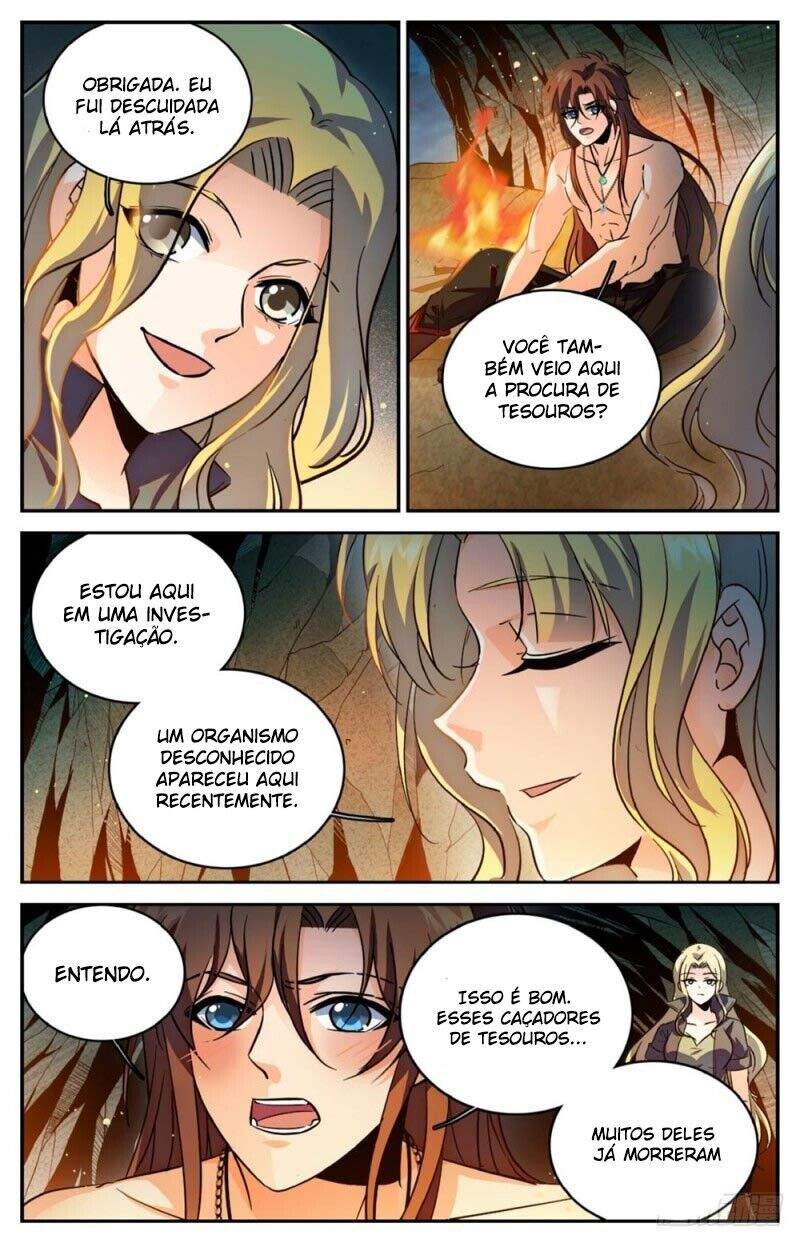 OBRIGADA. EU
FUI DESCUIDADA
LÁ ATRÁS.
VOCÊ TAM-
BÉM VEIO AQUI
A PROCURA DE
TESOUROS?
ESTOU AQUI
EM UMA INVES-
TIGAÇÃO.
UM ORGANISMO
DESCONHECIDO
APARECEU AQUI
RECENTEMENTE.
ENTENDO.
ISSO É BOM.
ESSES CAÇADORES
DE TESOUROS...
MUITOS DELES
JÁ MORRERAM